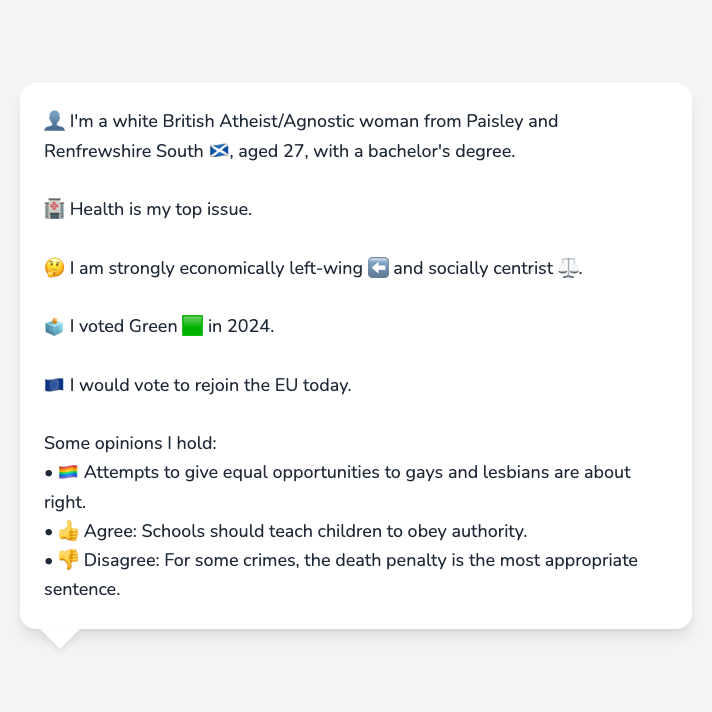 👤 I'm a white British Atheist/Agnostic woman from Paisley and
Renfrewshire South 🏴󠁧󠁢󠁳󠁣󠁴󠁿, aged 27, with a bachelor's degree.
🏥 Health is my top issue.
🤔 I am strongly economically left-wing ⬅️ and socially centrist ⚖️.
🗳️ I voted Green 🟩 in 2024.
🇪🇺 I would vote to rejoin the EU today.
Some opinions I hold:
• 🏳️‍🌈 Attempts to give equal opportunities to gays and lesbians are about
right.
• 👍 Agree: Schools should teach children to obey authority.
• 👎 Disagree: For some crimes, the death penalty is the most appropriate
sentence.